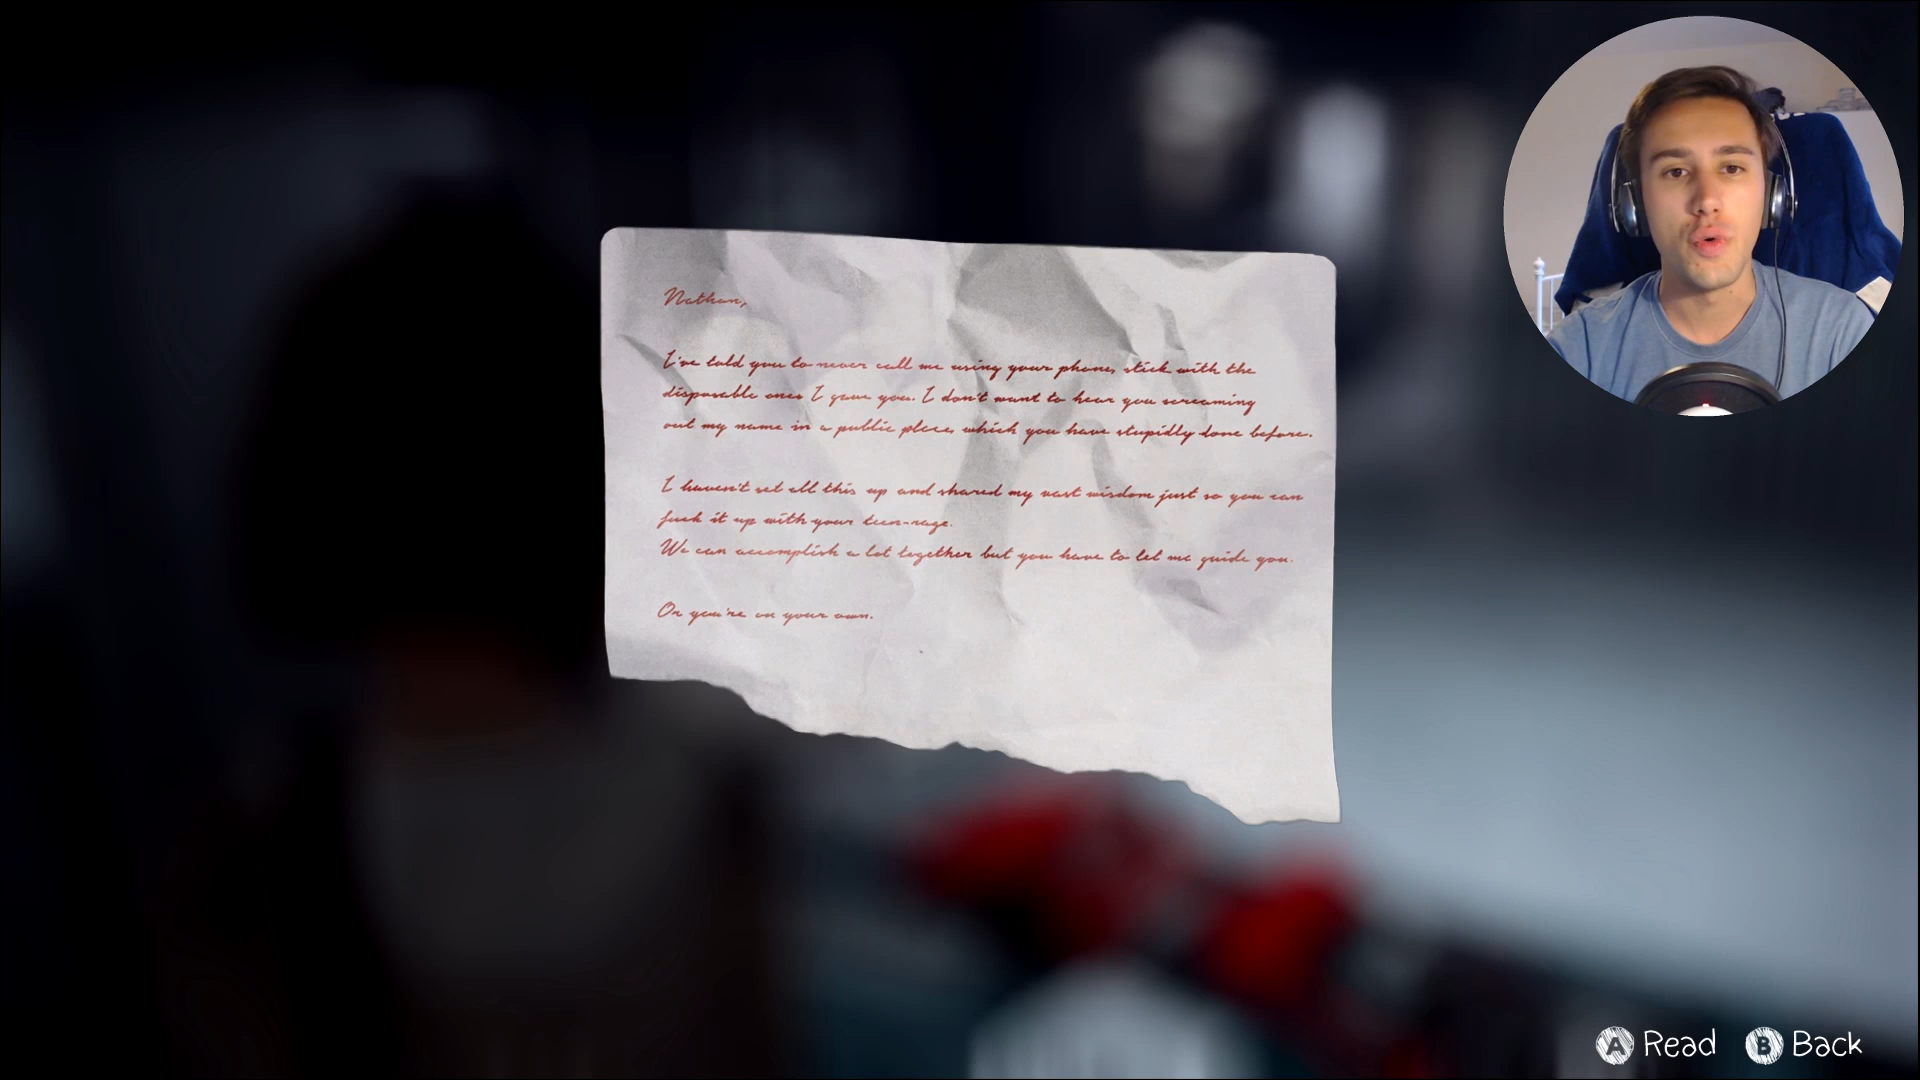 Nathan,
I've told you to never call me using your phone, stick with the
disposable ones I gave you. I don't want to hear you screaming
out my name in a public place, which you have stupidly done before.
I haven't set all this up and shared my vast wisdom just so you can
fuck it up with your teen-rage.
We can accomplish a lot together but you have to let me guide you.
Or you're on your own.
A Read B Back